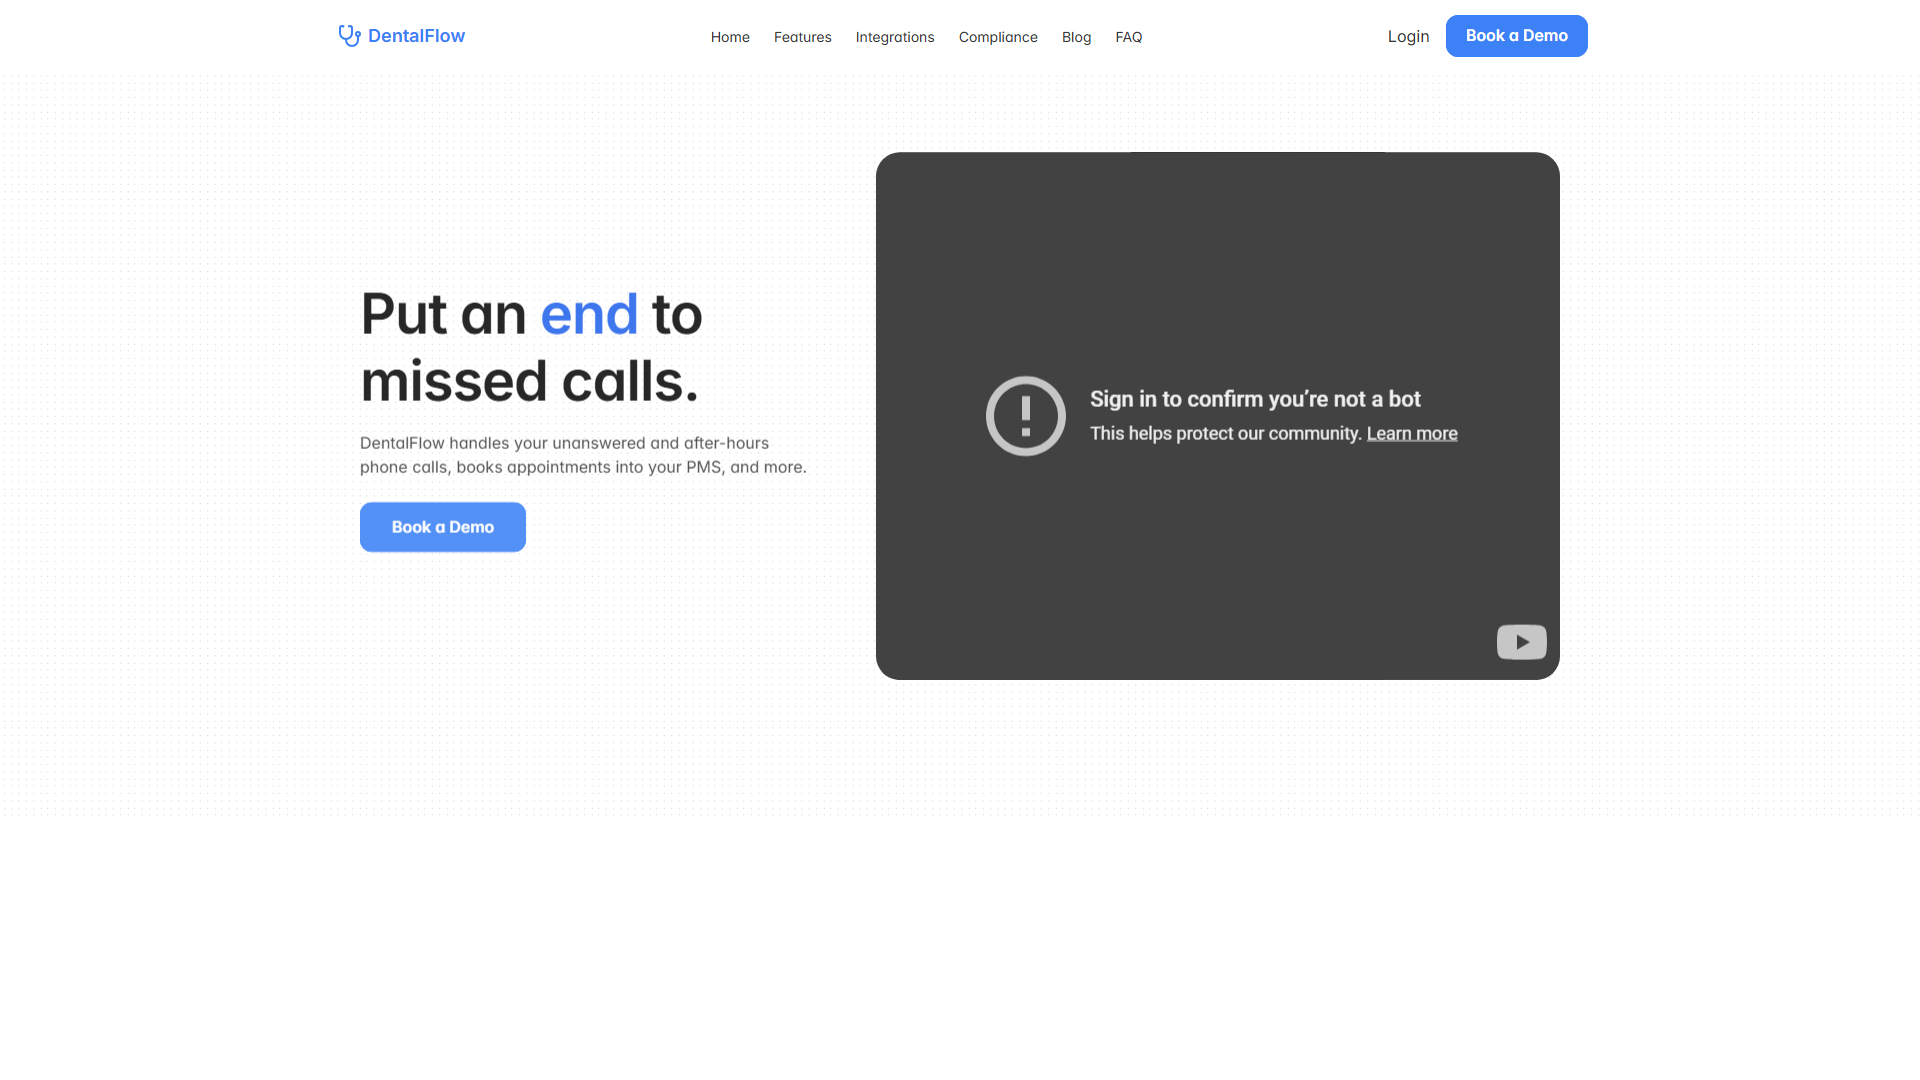 DentalFlow
Home Features Integrations Compliance Blog FAQ
Login
Book a Demo
Put an end to
missed calls.
DentalFlow handles your unanswered and after-hours
phone calls, books appointments into your PMS, and more.
Book a Demo
Sign in to confirm you’re not a bot
This helps protect our community. Learn more